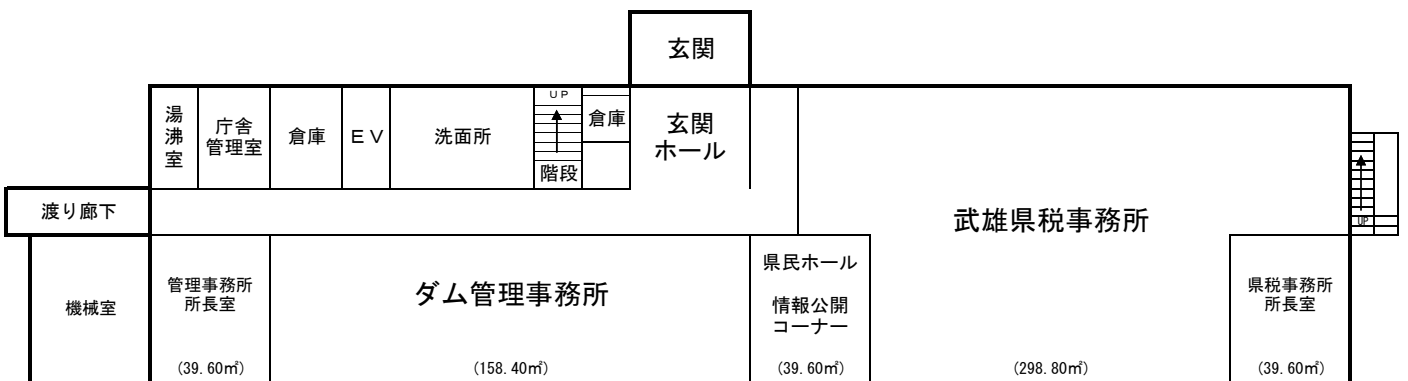 玄関
湯沸室
庁舎
管理室
倉庫
ＥＶ
洗面所
ＵＰ
階段
倉庫
玄関
ホール
渡り廊下
武雄県税事務所
UP
機械室
管理事務所
所長室
(39.60㎡)
ダム管理事務所
(158.40㎡)
県民ホール
情報公開
コーナー
(39.60㎡)
(298.80㎡)
県税事務所
所長室
(39.60㎡)